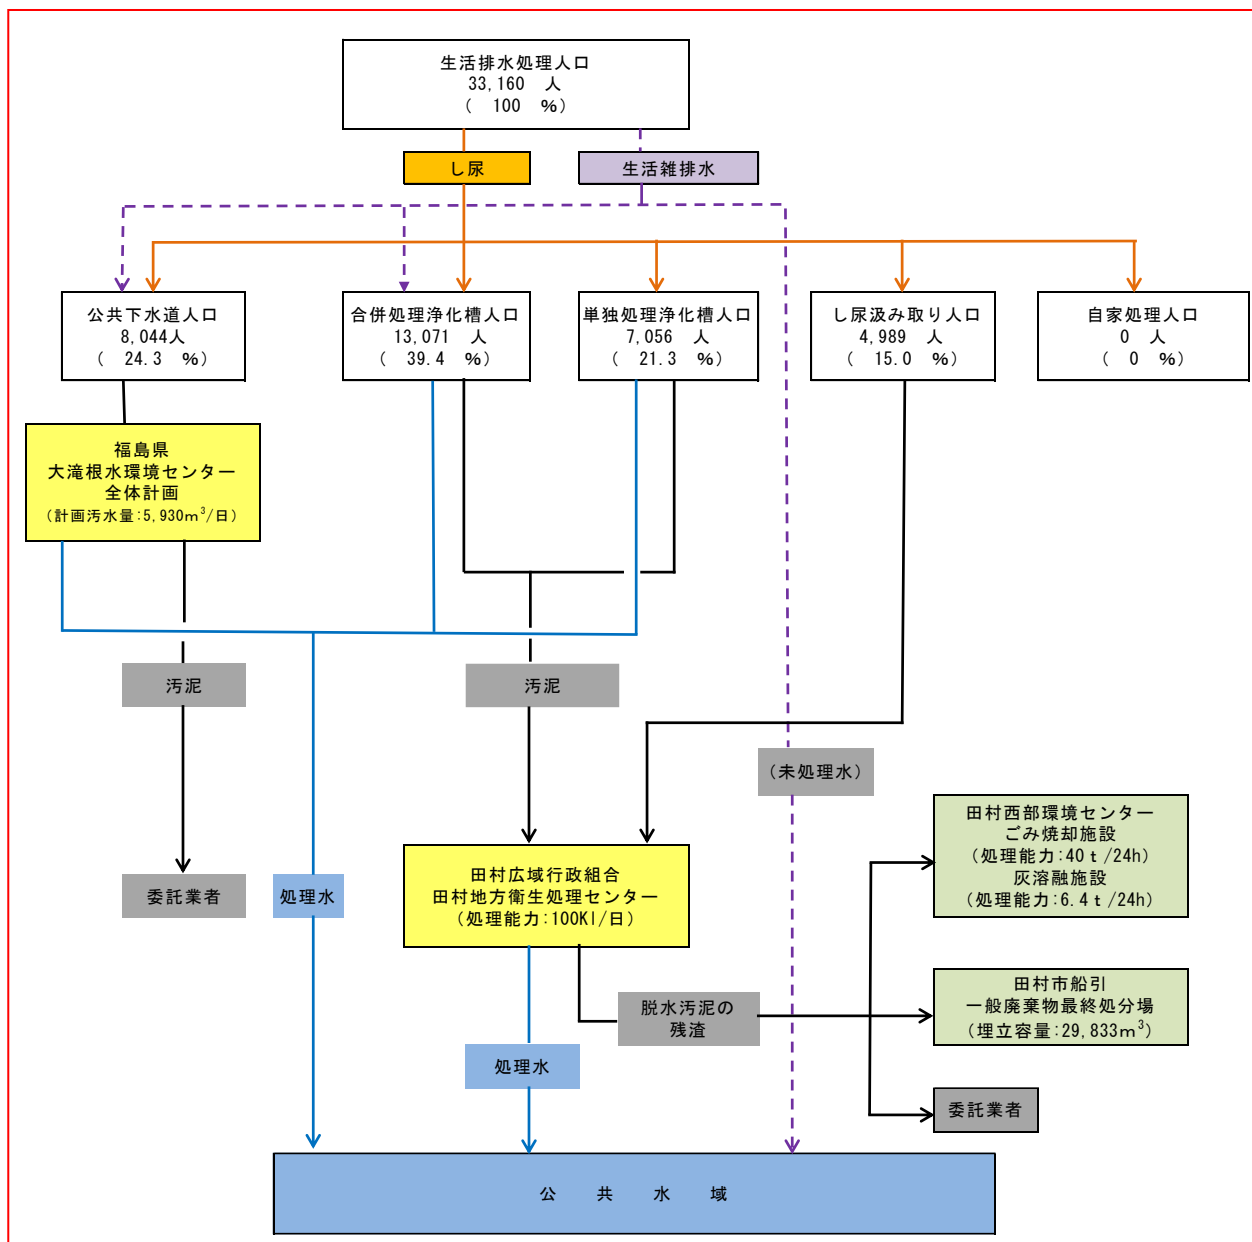 生活排水処理人口
33,160 人
( 100 %)
し尿
生活雑排水
公共下水道人口
8,044人
( 24.3 %)
合併処理浄化槽人口
13,071 人
( 39.4 %)
単独処理浄化槽人口
7,056 人
( 21.3 %)
し尿汲み取り人口
4,989 人
( 15.0 %)
自家処理人口
0 人
( 0 %)
福島県
大滝根水環境センター
全体計画
(計画汚水量:5,930m³/日)
汚泥
汚泥
(未処理水)
委託業者
処理水
田村広域行政組合
田村地方衛生処理センター
(処理能力:100Kl/日)
田村西部環境センター
ごみ焼却施設
(処理能力:40t/24h)
灰溶融施設
(処理能力:6.4t/24h)
脱水汚泥の
残渣
田村市船引
一般廃棄物最終処分場
(埋立容量:29,833m³)
処理水
委託業者
公 共 水 域